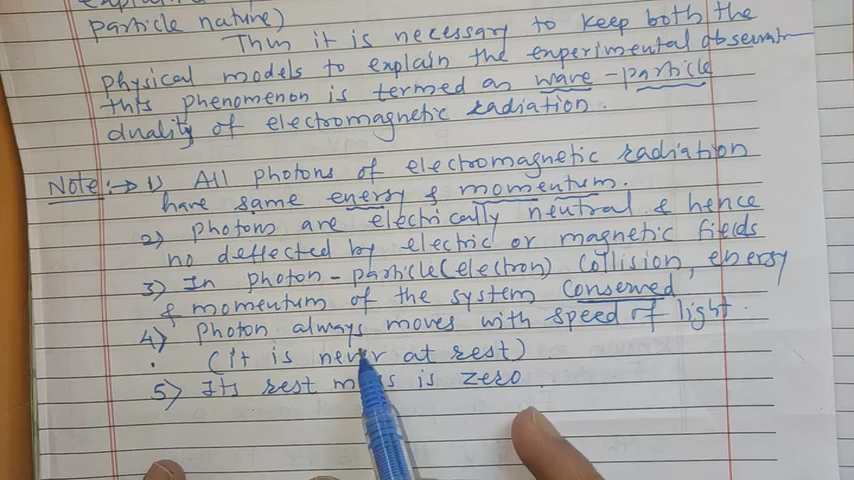 particle nature)
Thus it is necessary to keep both the
physical models to explain the experimental
this phenomenon is termed as wave-particle
duality of electromagnetic radiation.
Note:→ 1) All photons of electromagnetic radiation
have same energy & momentum.
2) Photons are electrically neutral & hence
no deflected by electric or magnetic fields
3) In photon-particle(electron) collision, energy
& momentum of the system conserved
4) Photon always moves with speed of light.
(it is never at rest)
5) Its rest mass is zero.